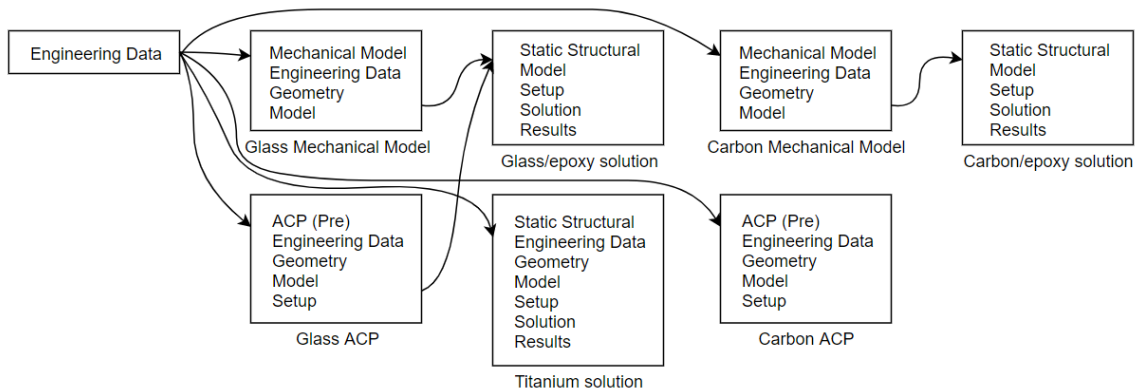 Engineering Data
Mechanical Model
Engineering Data
Geometry
Model
Glass Mechanical Model
Static Structural
Model
Setup
Solution
Results
Glass/epoxy solution
Mechanical Model
Engineering Data
Geometry
Model
Carbon Mechanical Model
Static Structural
Model
Setup
Solution
Results
Carbon/epoxy solution
ACP (Pre)
Engineering Data
Geometry
Model
Setup
Glass ACP
Static Structural
Engineering Data
Geometry
Model
Setup
Solution
Results
Titanium solution
ACP (Pre)
Engineering Data
Geometry
Model
Setup
Carbon ACP